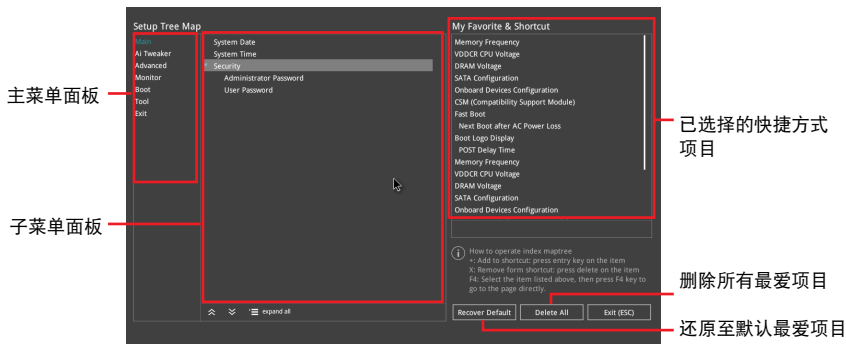 Setup Tree Map
Main
Ai Tweaker
Advanced
Monitor
Boot
Tool
Exit
System Date
System Time
Security
Administrator Password
User Password
expand all
My Favorite & Shortcut
Memory Frequency
VDDCR CPU Voltage
DRAM Voltage
SATA Configuration
Onboard Devices Configuration
CSM (Compatibility Support Module)
Fast Boot
Next Boot after AC Power Loss
Boot Logo Display
POST Delay Time
Memory Frequency
VDDCR CPU Voltage
DRAM Voltage
SATA Configuration
Onboard Devices Configuration
How to operate index maptree
+: Add to shortcut: press entry key on the item
X: Remove form shortcut: press delete on the item
F4: Select the item listed above, then press F4 key to
go to the page directly.
Recover Default
Delete All
Exit (ESC)
主菜单面板
子菜单面板
已选择的快捷方式
项目
删除所有最爱项目
还原至默认最爱项目